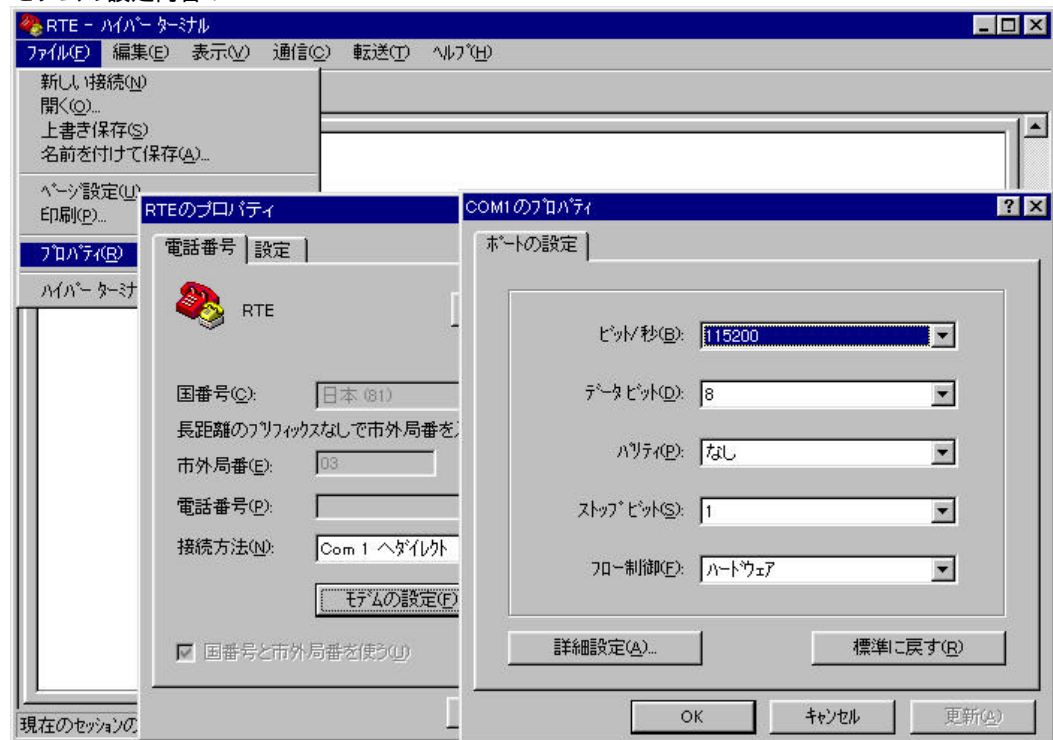 RTE - ﾊｲﾊﾟｰ ﾀｰﾐﾅﾙ
ﾌｧｲﾙ(F) 編集(E) 表示(V) 通信(C) 転送(T) ﾍﾙﾌﾟ(H)
新しい接続(N)
開く(O)...
上書き保存(S)
名前を付けて保存(A)...
ﾍﾟｰｼﾞ設定(U)
印刷(P)...
ﾌﾟﾛﾊﾟﾃｨ(R)
ﾊｲﾊﾟｰ ﾀｰﾐﾅ
RTEのプロパティ
電話番号 設定
RTE
国番号(C): 日本 (81)
長距離のﾌﾟﾘﾌｨｯｸｽなしで市外局番を
市外局番(E): 03
電話番号(P):
接続方法(N): Com 1 へﾀﾞｲﾚｸﾄ
ﾓﾃﾞﾑの設定(F)
国番号と市外局番を使う(U)
COM1のﾌﾟﾛﾊﾟﾃｨ
ﾎﾟｰﾄの設定
ﾋﾞｯﾄ/秒(B): 115200
ﾃﾞｰﾀ ﾋﾞｯﾄ(D): 8
ﾊﾟﾘﾃｨ(P): なし
ｽﾄｯﾌﾟ ﾋﾞｯﾄ(S): 1
ﾌﾛｰ制御(F): ﾊｰﾄﾞｳｪｱ
詳細設定(A)... 標準に戻す(R)
OK ｷｬﾝｾﾙ 更新(A)
現在のｾｯｼｮﾝの